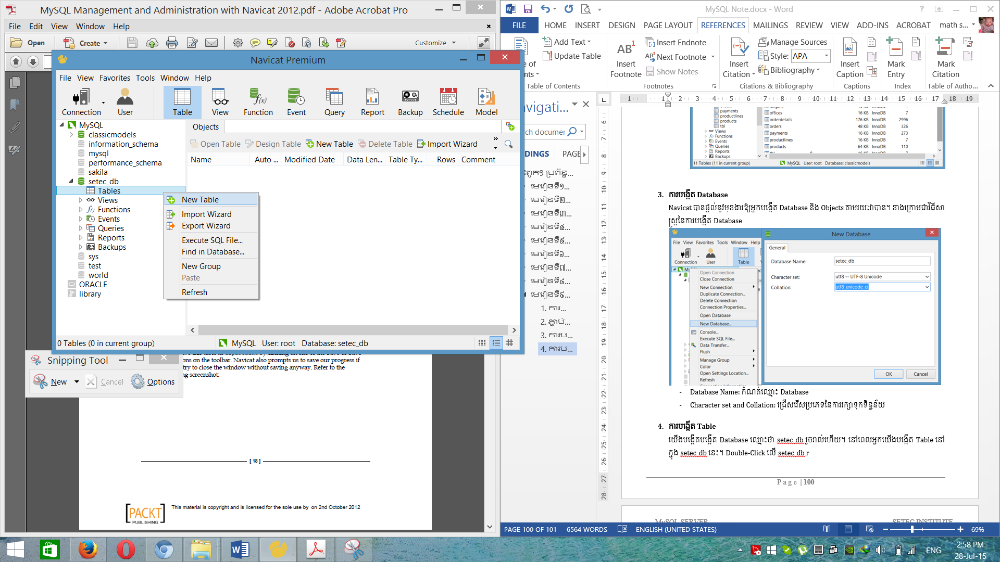 MySQL Management and Administration with Navicat 2012.pdf - Adobe Acrobat Pro
File Edit View Window Help
Open Create Customize
Navicat Premium
File View Favorites Tools Window Help
Connection User Table View Function Event Query Report Backup Schedule Model
MySQL
classicmodels
information_schema
mysql
performance_schema
sakila
setec_db
Tables
Views
Functions
Events
Queries
Reports
Backups
sys
test
world
ORACLE
library
Objects
Open Table Design Table New Table Delete Table Import Wizard
Name Auto ... Modified Date Data Len... Table Ty... Rows Comment
New Table
Import Wizard
Export Wizard
Execute SQL File...
Find in Database...
New Group
Paste
Refresh
0 Tables (0 in current group) MySQL User: root Database: setec_db
Snipping Tool
New Cancel Options
ons on the toolbar. Navicat also prompts us to save our progress if
try to close the window without saving anyway. Refer to the
ng screenshot:
[ 18 ]
PACKT
PUBLISHING
This material is copyright and is licensed for the sole use by on 2nd October 2012
MySQL Note.docx - Word
FILE HOME INSERT DESIGN PAGE LAYOUT REFERENCES MAILINGS REVIEW VIEW ADD-INS ACROBAT math s...
Add Text
Update Table
Table of Contents
AB1
Insert Footnote
Insert Endnote
Next Footnote
Show Notes
Footnotes
Insert Citation
Manage Sources
Style: APA
Bibliography
Citations & Bibliography
Insert Caption
Captions
Mark Entry
Index
Mark Citation
Table of Autho...
vigati...
rch documer
DINGS PAGE
ពូក១ ប្រព័ន្ធ...
មេរៀនទី១...
មេរៀនទី២...
មេរៀនទី៣...
មេរៀនទី៤...
មេរៀនទី៥...
មេរៀនទី៦...
មេរៀនទី៧...
មេរៀនទី៨...
មេរៀនទី៩...
1. ការ...
2. ភ្ជាប់...
3. ការប...
4. ការប...
payments
productlines
products
tbl
Views
Functions
Events
Queries
Reports
Backups
offices 16 KB InnoDB 7
orderdetails 176 KB InnoDB 2996
orders 48 KB InnoDB 326
payments 16 KB InnoDB 273
productlines 16 KB InnoDB 7
products 64 KB InnoDB 110
11 Tables (11 in current group) MySQL User: root Database: classicmodels
3. ការបង្កើត Database
Navicat បានផ្តល់នូវមុខងារឱ្យអ្នកបង្កើត Database និង Objects តាមរយៈវាបាន។ ខាងក្រោមជាវិធីសា
ស្ត្រនៃការបង្កើត Database
File View Favorites Tools Window Help
Connection User Table
Open Connection
Close Connection
New Connection
Duplicate Connection...
Delete Connection
Connection Properties...
Open Database
New Database...
Console...
Execute SQL File...
Data Transfer...
Flush
Manage Group
Color
Open Settings Location...
Refresh
New Database
General
Database Name: setec_db
Character set: utf8 -- UTF-8 Unicode
Collation: utf8_unicode_ci
OK Cancel
- Database Name: កំណត់ឈ្មោះ Database
- Character set and Collation: ជ្រើសរើសប្រភេទនៃការរក្សាទុកទិន្នន័យ
4. ការបង្កើត Table
យើងបង្កើតបង្កើត Database ឈ្មោះថា setec_db រួចរាល់ហើយ។ នៅពេលអ្នកយើងបង្កើត Table នៅ
ក្នុង setec_db នេះ។ Double-Click លើ setec_db r
Page | 100
MySQL SERVER SETEC INSTITUTE
PAGE 100 OF 101 6564 WORDS ENGLISH (UNITED STATES) 69%
ENG
2:58 PM
28-Jul-15